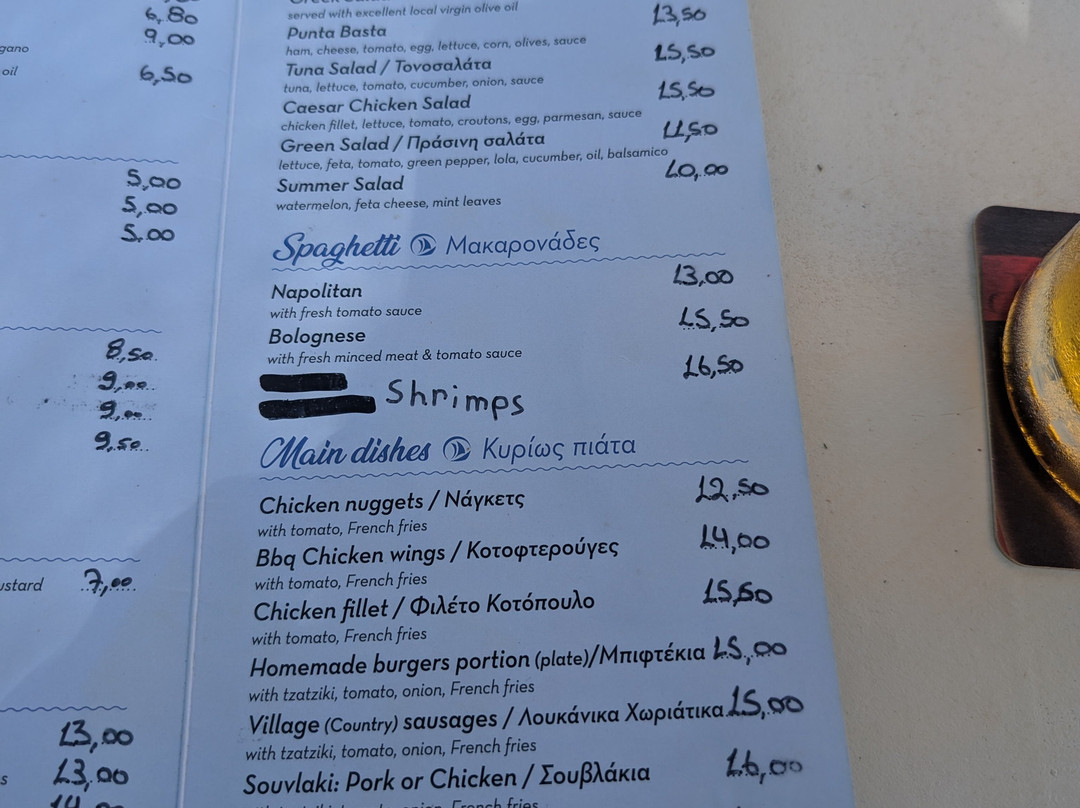 6,80
gano 9,00
oil 6,50
5,00
5,00
5.00
8,50
9,00
9,00
9,50
ustard 7,00
13,00
13,00
served with excellent local virgin olive oil
Punta Basta 13,50
ham, cheese, tomato, egg, lettuce, corn, olives, sauce
Tuna Salad / Τονοσαλάτα 15,50
tuna, lettuce, tomato, cucumber, onion, sauce
Caesar Chicken Salad 15,50
chicken fillet, lettuce, tomato, croutons, egg, parmesan, sauce
Green Salad / Πράσινη σαλάτα 11,50
lettuce, feta, tomato, green pepper, lola, cucumber, oil, balsamico
Summer Salad 10,00
watermelon, feta cheese, mint leaves
Spaghetti Μακαρονάδες
Napolitan 13,00
with fresh tomato sauce
Bolognese 15,50
with fresh minced meat & tomato sauce
Shrimps 16,50
Main dishes Κυρίως πιάτα
Chicken nuggets / Νάγκετς 12,50
with tomato, French fries
Bbq Chicken wings / Κοτοφτερούγες 14,00
with tomato, French fries
Chicken fillet / Φιλέτο Κοτόπουλο 15,50
with tomato, French fries
Homemade burgers portion (plate)/Μπιφτέκια 15,00
with tzatziki, tomato, onion, French fries
Village (Country) sausages / Λουκάνικα Χωριάτικα 15,00
with tzatziki, tomato, onion, French fries
Souvlaki: Pork or Chicken / Σουβλάκια 16,00
French fries